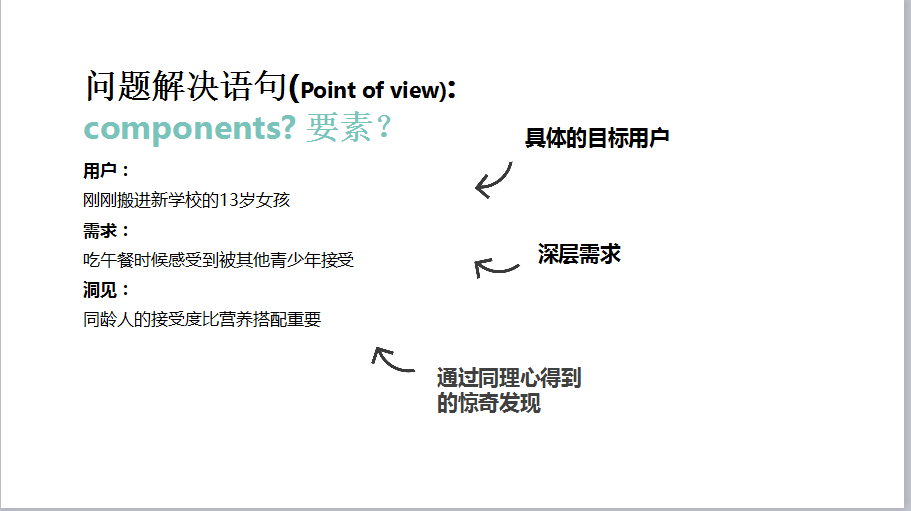 问题解决语句(Point of view):
components? 要素？
具体的目标用户
用户：
刚刚搬进新学校的13岁女孩
需求：
深层需求
吃午餐时候感受到被其他青少年接受
洞见：
同龄人的接受度比营养搭配重要
通过同理心得到
的惊奇发现